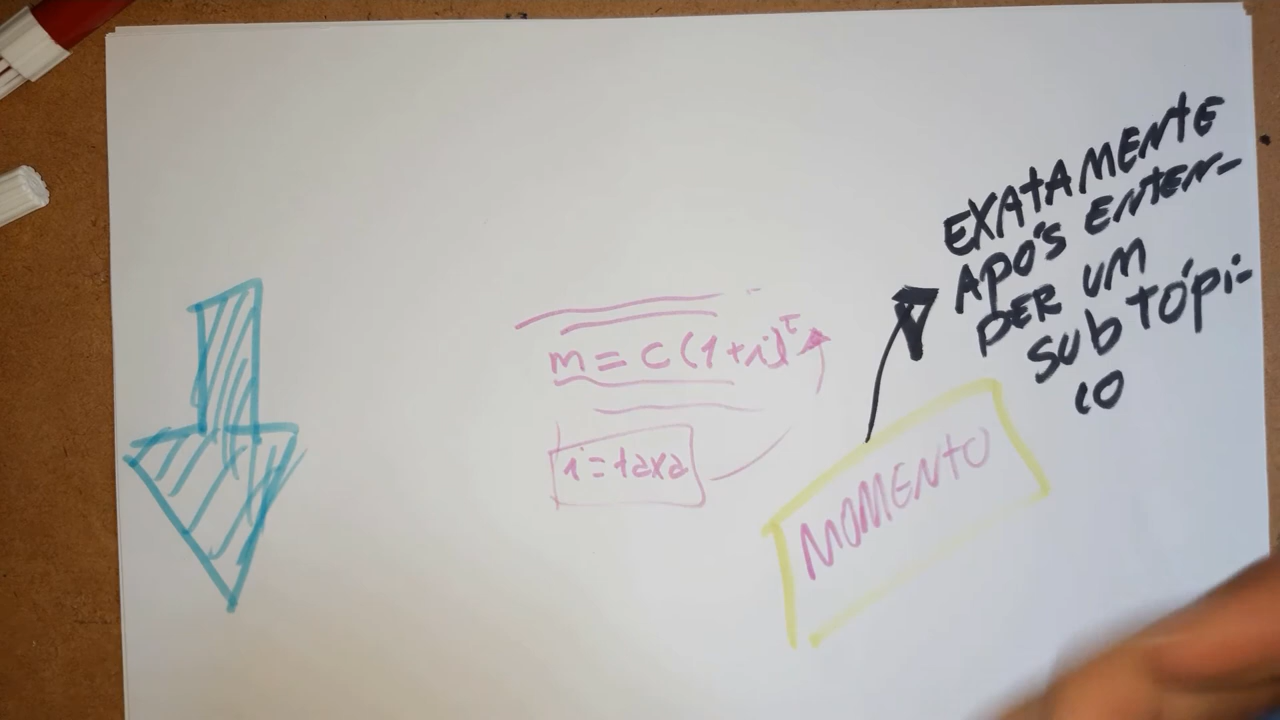 m = C(1+i)ᵗ
i = taxa
MOMENTO
EXAtAMENtE
APÓS ENtEN-
DER UM
SUbTÓPi-
CO